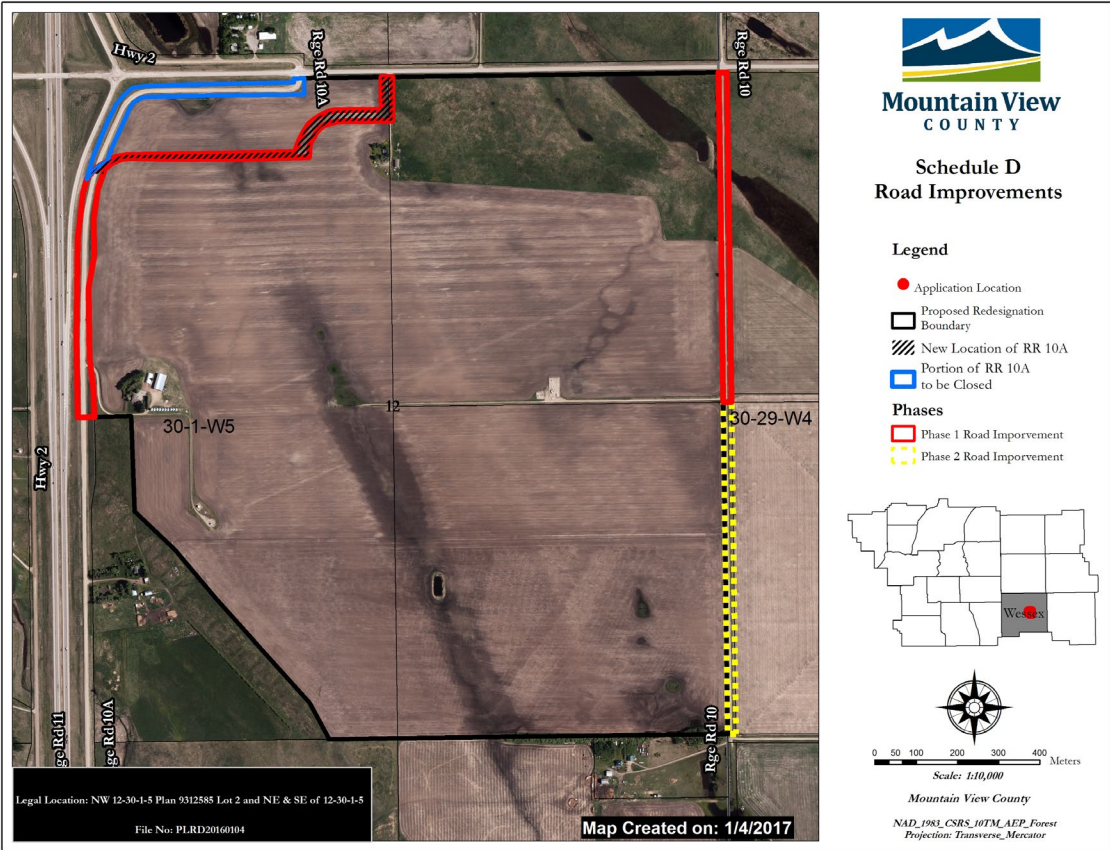 Hwy 2
Rge Rd 10A
Rge Rd 10
12
30-1-W5
30-29-W4
Hwy 2
ge Rd 11
ge Rd 10A
Rge Rd 10
Legal Location: NW 12-30-1-5 Plan 9312585 Lot 2 and NE & SE of 12-30-1-5
File No: PLRD20160104
Map Created on: 1/4/2017
Mountain View
COUNTY
Schedule D
Road Improvements
Legend
Application Location
Proposed Redesignation
Boundary
New Location of RR 10A
Portion of RR 10A
to be Closed
Phases
Phase 1 Road Imporvement
Phase 2 Road Imporvement
Wessex
0 50 100 200 300 400 Meters
Scale: 1:10,000
Mountain View County
NAD_1983_CSRS_10TM_AEP_Forest
Projection: Transverse_Mercator